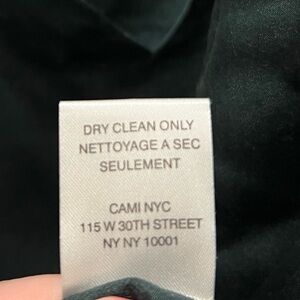 DRY CLEAN ONLY
NETTOYAGE A SEC
SEULEMENT
CAMI NYC
115 W 30TH STREET
NY NY 10001